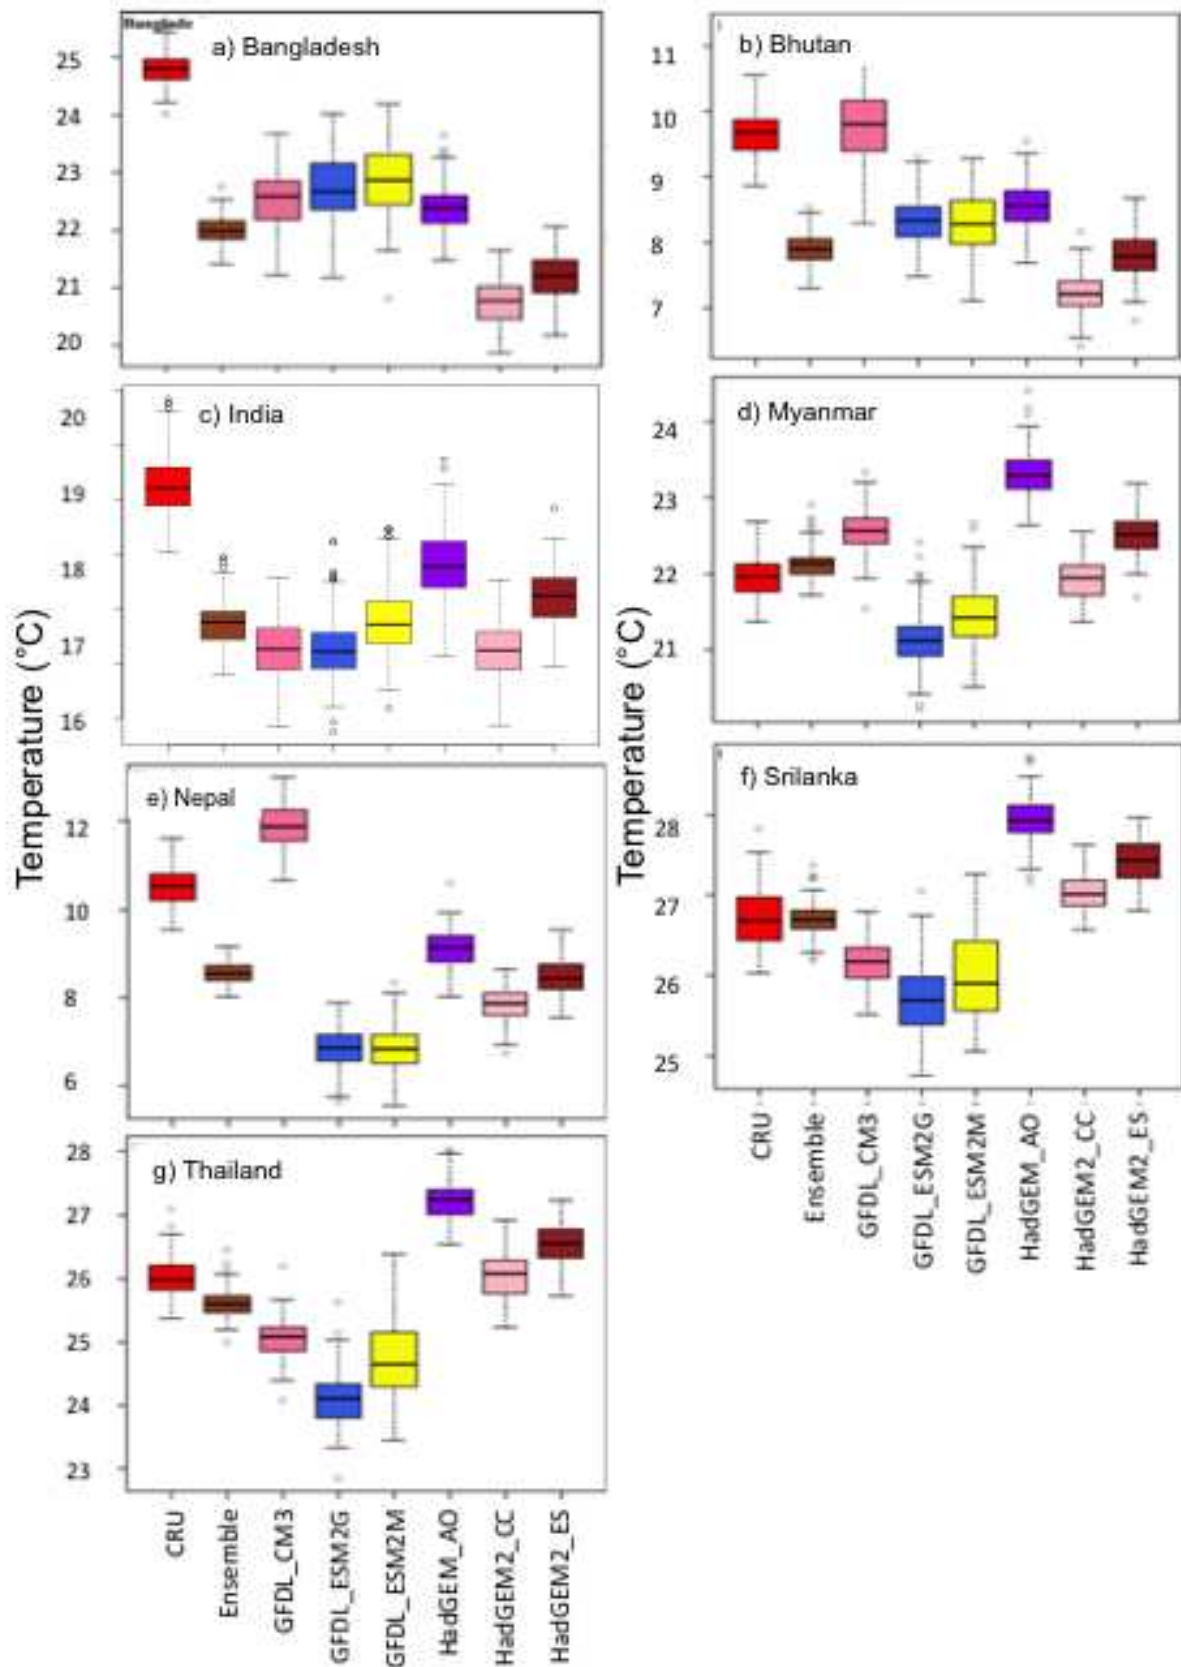 Banglade
a) Bangladesh
25
24
23
22
21
20
b) Bhutan
11
10
9
8
7
c) India
20
19
18
17
16
d) Myanmar
24
23
22
21
Temperature (°C)
Temperature (°C)
e) Nepal
12
10
8
6
f) Srilanka
28
27
26
25
CRU
Ensemble
GFDL_CM3
GFDL_ESM2G
GFDL_ESM2M
HadGEM_AO
HadGEM2_CC
HadGEM2_ES
g) Thailand
28
27
26
25
24
23
CRU
Ensemble
GFDL_CM3
GFDL_ESM2G
GFDL_ESM2M
HadGEM_AO
HadGEM2_CC
HadGEM2_ES